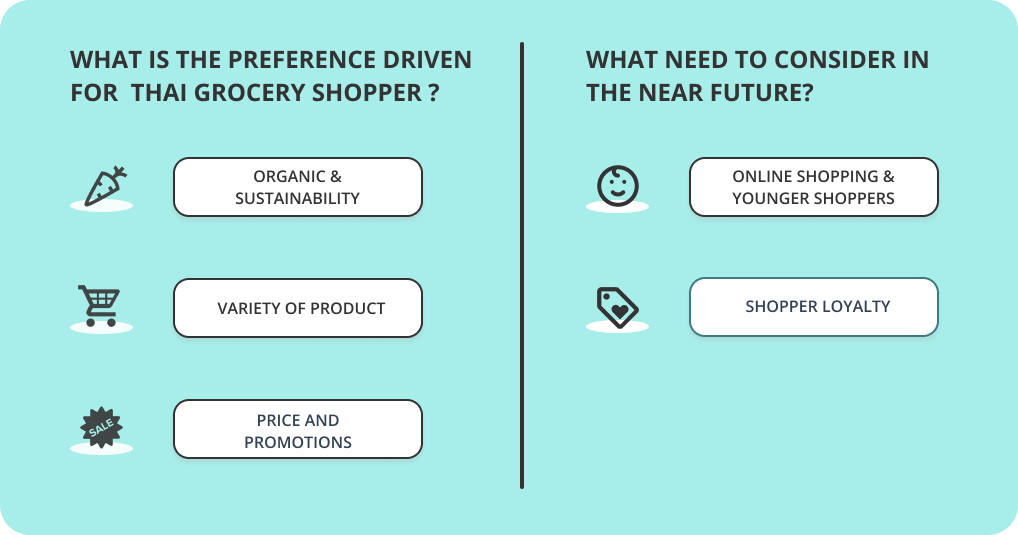 WHAT IS THE PREFERENCE DRIVEN
FOR  THAI GROCERY SHOPPER ?
ORGANIC &
SUSTAINABILITY
VARIETY OF PRODUCT
SALE
PRICE AND
PROMOTIONS
WHAT NEED TO CONSIDER IN
THE NEAR FUTURE?
ONLINE SHOPPING &
YOUNGER SHOPPERS
SHOPPER LOYALTY